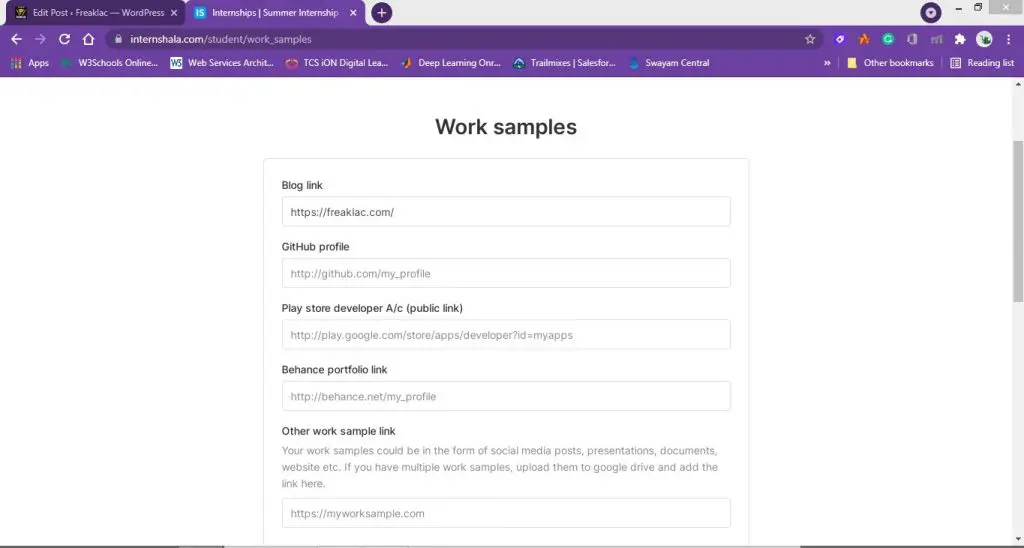 Edit Post ‹ Freaklac — WordPress
Internships | Summer Internship
internshala.com/student/work_samples
Apps
W3Schools Online...
W3 Web Services Archit...
TCS iON Digital Lea...
Deep Learning Onr...
Trailmixes | Salesfor...
Swayam Central
»
Other bookmarks
Reading list
Work samples
Blog link
https://freaklac.com/
GitHub profile
http://github.com/my_profile
Play store developer A/c (public link)
http://play.google.com/store/apps/developer?id=myapps
Behance portfolio link
http://behance.net/my_profile
Other work sample link
Your work samples could be in the form of social media posts, presentations, documents,
website etc. If you have multiple work samples, upload them to google drive and add the
link here.
https://myworksample.com